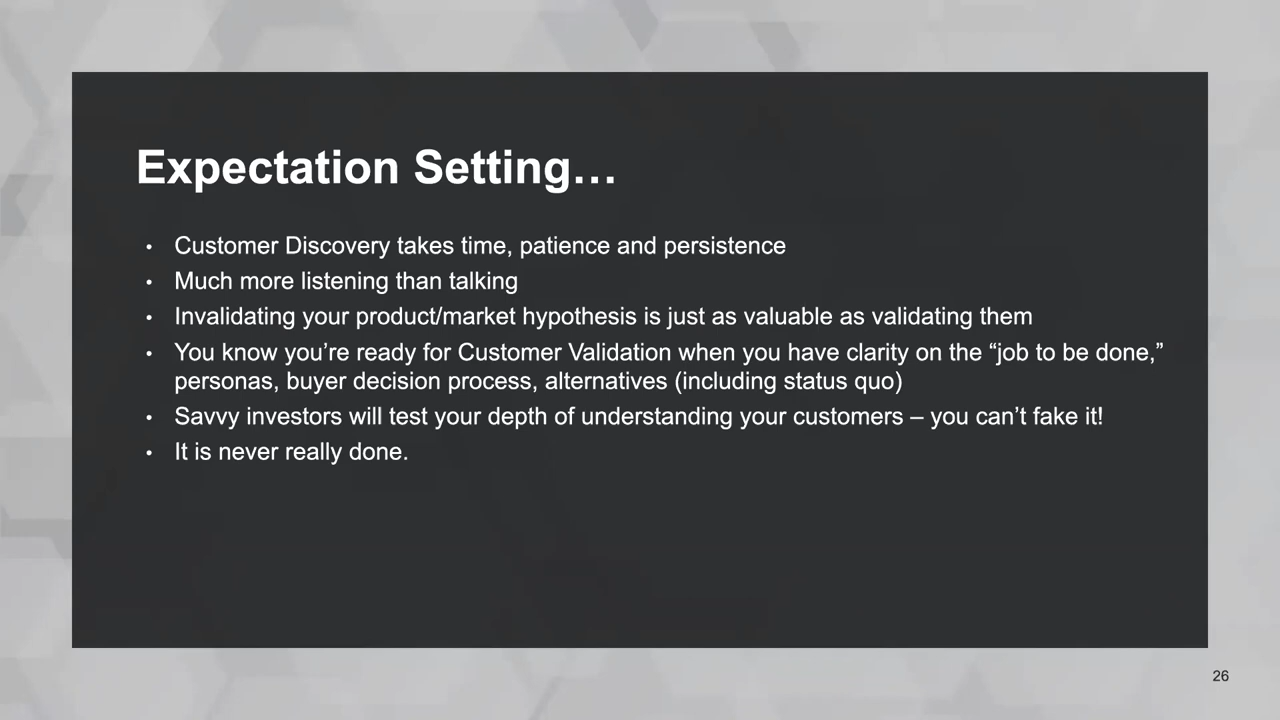 Expectation Setting…
• Customer Discovery takes time, patience and persistence
• Much more listening than talking
• Invalidating your product/market hypothesis is just as valuable as validating them
• You know you’re ready for Customer Validation when you have clarity on the “job to be done,”
personas, buyer decision process, alternatives (including status quo)
• Savvy investors will test your depth of understanding your customers – you can’t fake it!
• It is never really done.
26